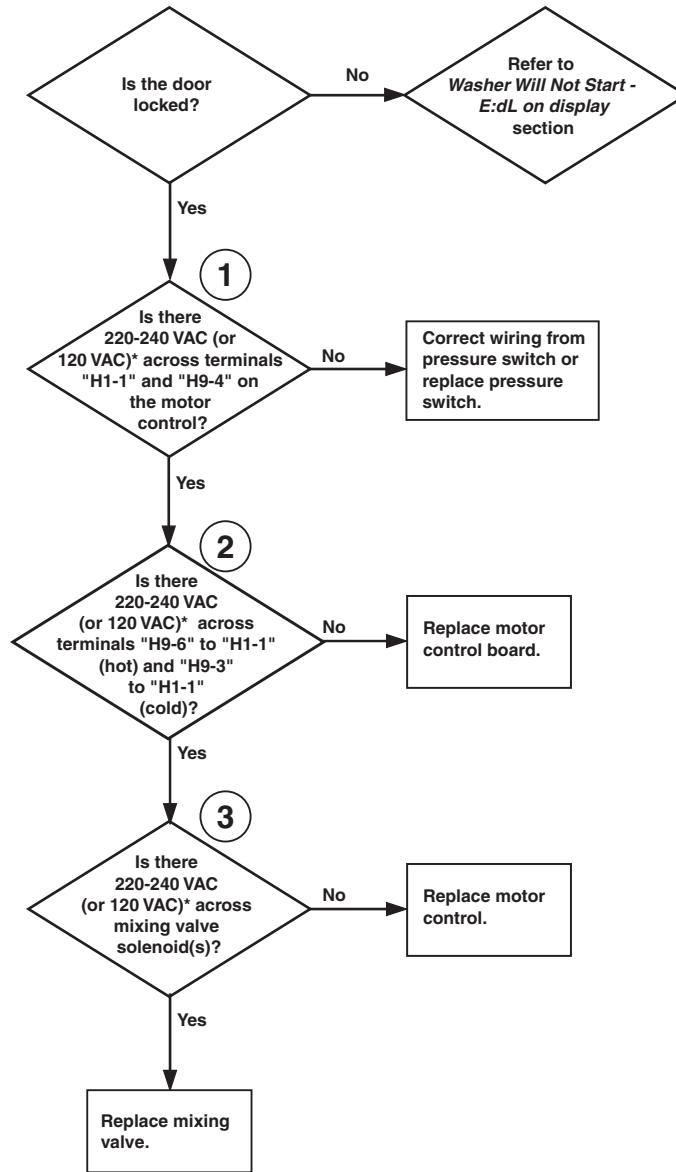 Is the door
locked?
No
Refer to
Washer Will Not Start -
E:dL on display
section
Yes
1
Is there
220-240 VAC (or
120 VAC)* across terminals
"H1-1" and "H9-4" on
the motor
control?
No
Correct wiring from
pressure switch or
replace pressure
switch.
Yes
2
Is there
220-240 VAC
(or 120 VAC)* across
terminals "H9-6" to "H1-1"
(hot) and "H9-3"
to "H1-1"
(cold)?
No
Replace motor
control board.
Yes
3
Is there
220-240 VAC
(or 120 VAC)* across
mixing valve
solenoid(s)?
No
Replace motor
control.
Yes
Replace mixing
valve.